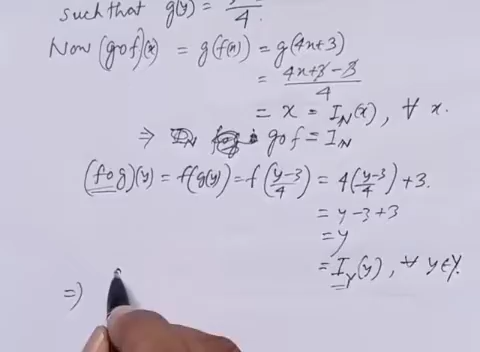 such that g(y) = y-3/4.
Now (gof)(x) = g(f(x)) = g(4x+3)
= 4x+3-3/4
= x = I_N(x), ∀ x.
⇒ gof = I_N
(fog)(y) = f(g(y)) = f(y-3/4) = 4(y-3/4) + 3.
= y-3+3
= y
= I_Y(y), ∀ y∈Y.
⇒